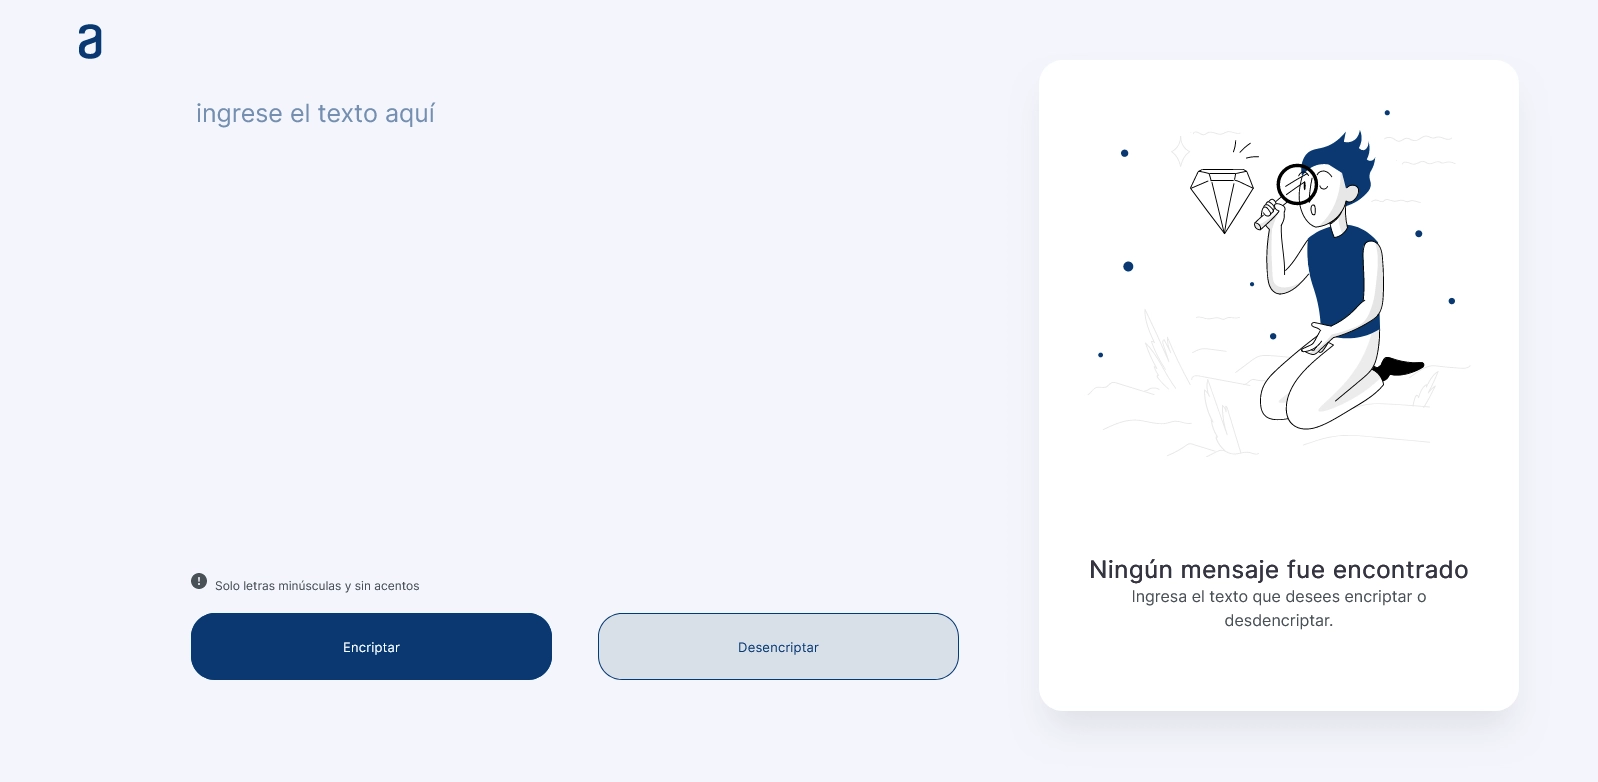 a
ingrese el texto aquí
Solo letras minúsculas y sin acentos
Encriptar
Desencriptar
Ningún mensaje fue encontrado
Ingresa el texto que desees encriptar o
desdencriptar.